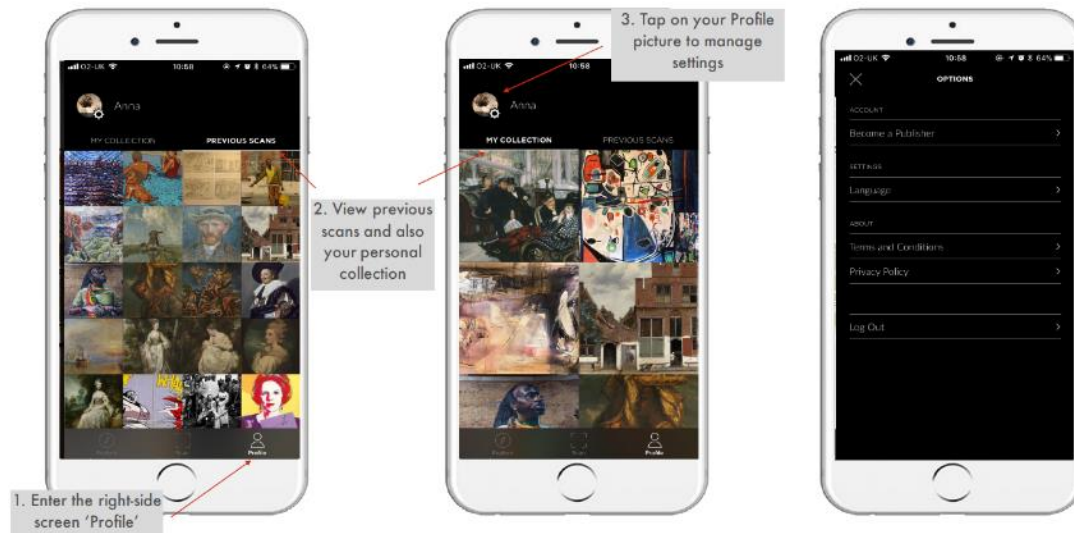 3. Tap on your Profile
picture to manage
settings
O2-UK 10:58 64%
Anna
MY COLLECTION PREVIOUS SCANS
2. View previous
scans and also
your personal
collection
Profile
1. Enter the right-side
screen ‘Profile’
O2-UK 10:58
Anna
MY COLLECTION PREVIOUS SCANS
Profile
O2-UK 10:58 64%
OPTIONS
ACCOUNT
Become a Publisher
SETTINGS
Language
ABOUT
Terms and Conditions
Privacy Policy
Log Out